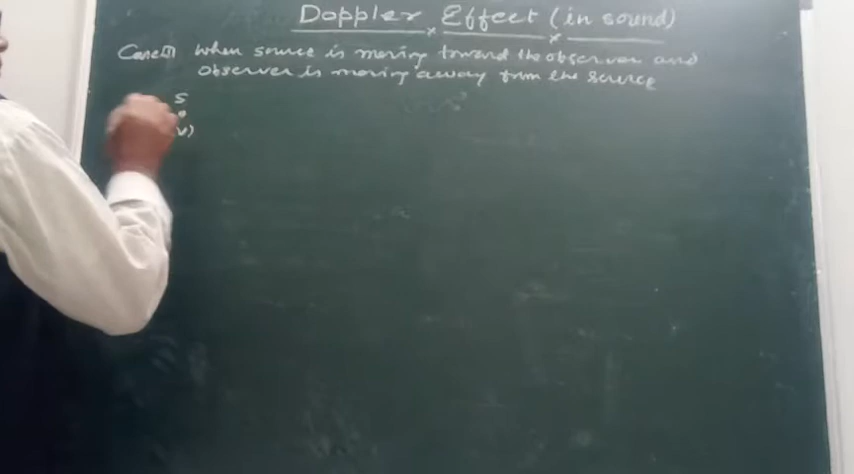 Doppler Effect (in sound)
Case(I) when source is moving toward the observer and
observer is moving away from the source
S
V)